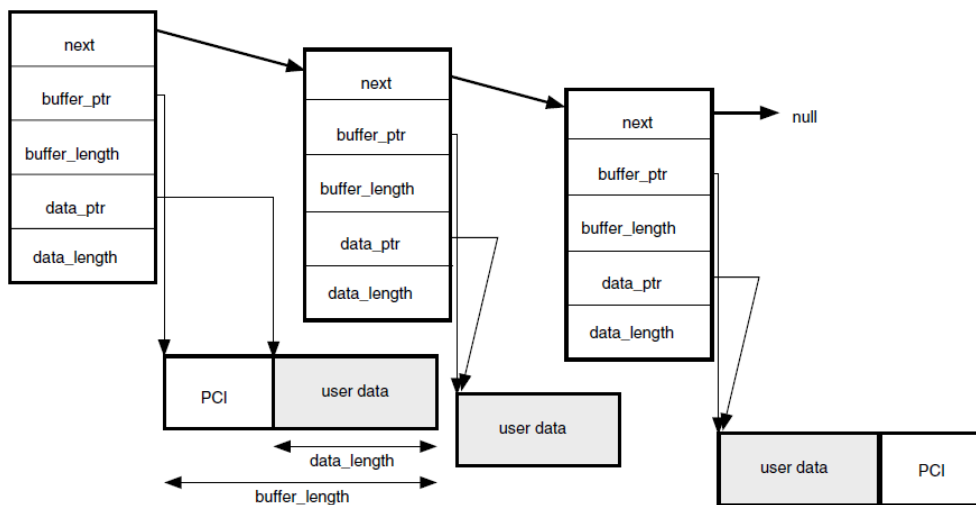 next
buffer_ptr
buffer_length
data_ptr
data_length
next
buffer_ptr
buffer_length
data_ptr
data_length
next
buffer_ptr
buffer_length
data_ptr
data_length
null
PCI
user data
data_length
buffer_length
user data
user data
PCI